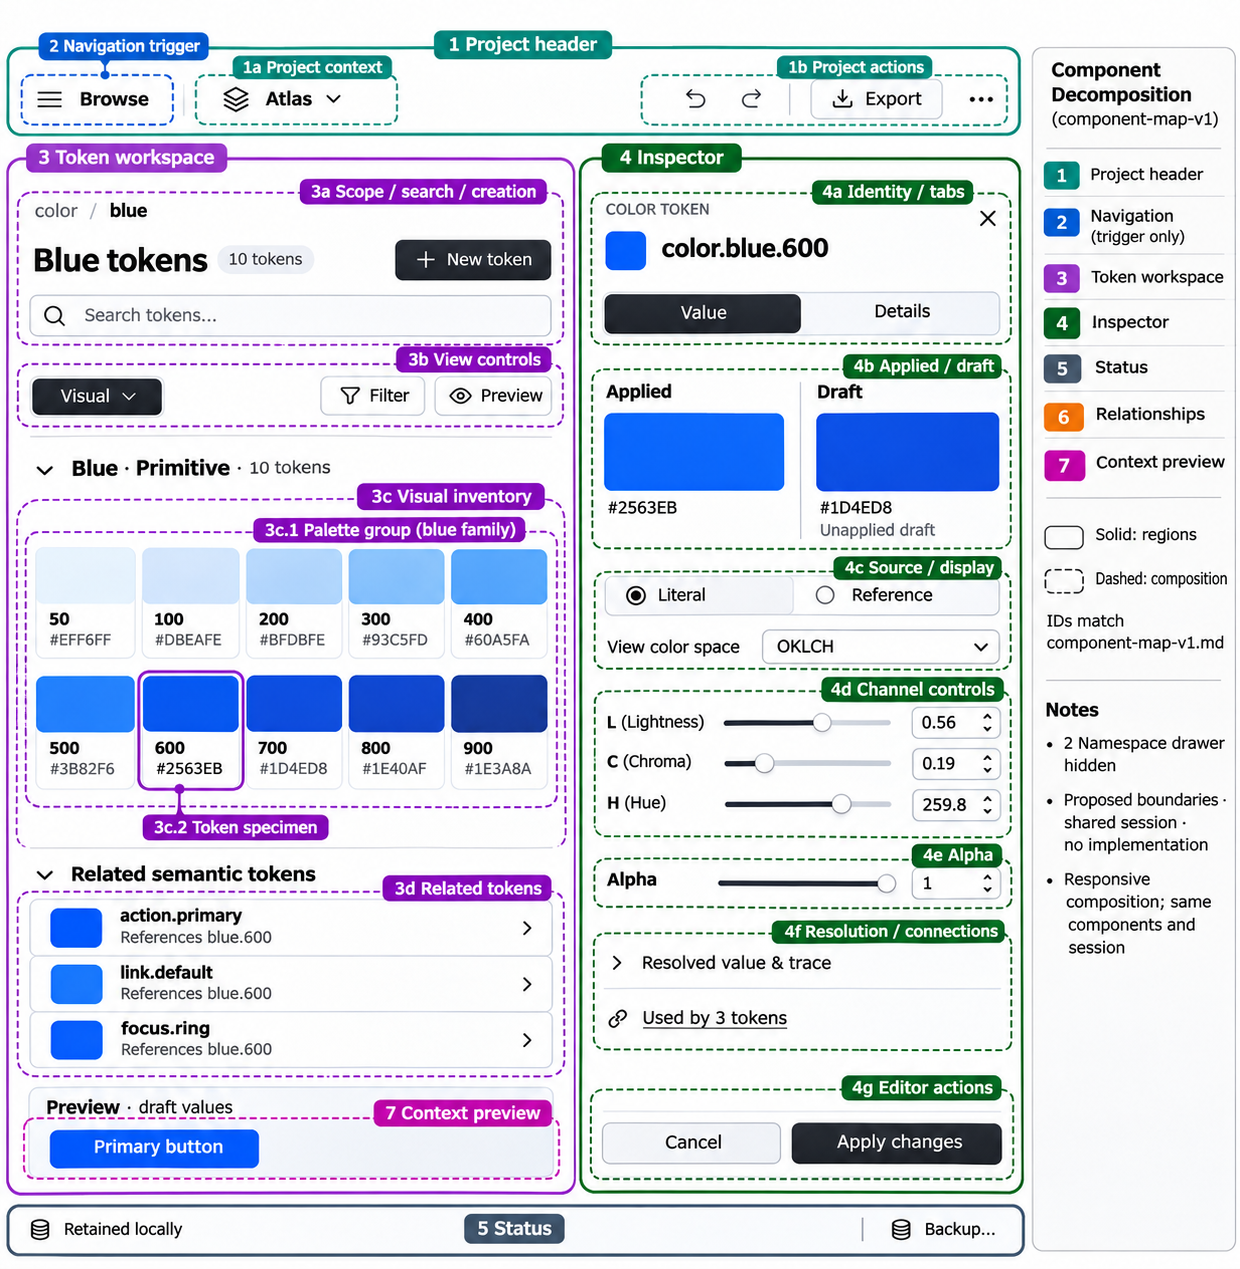 2 Navigation trigger
1 Project header
1a Project context
1b Project actions
Browse
Atlas
Export
3 Token workspace
3a Scope / search / creation
color / blue
Blue tokens
10 tokens
+ New token
Search tokens...
3b View controls
Visual
Filter
Preview
Blue · Primitive · 10 tokens
3c Visual inventory
3c.1 Palette group (blue family)
50
#EFF6FF
100
#DBEAFE
200
#BFDBFE
300
#93C5FD
400
#60A5FA
500
#3B82F6
600
#2563EB
700
#1D4ED8
800
#1E40AF
900
#1E3A8A
3c.2 Token specimen
Related semantic tokens
3d Related tokens
action.primary
References blue.600
link.default
References blue.600
focus.ring
References blue.600
Preview · draft values
7 Context preview
Primary button
4 Inspector
4a Identity / tabs
COLOR TOKEN
color.blue.600
Value
Details
4b Applied / draft
Applied
#2563EB
Draft
#1D4ED8
Unapplied draft
4c Source / display
Literal
Reference
View color space
OKLCH
4d Channel controls
L (Lightness)
0.56
C (Chroma)
0.19
H (Hue)
259.8
4e Alpha
Alpha
1
4f Resolution / connections
Resolved value & trace
Used by 3 tokens
4g Editor actions
Cancel
Apply changes
Retained locally
5 Status
Backup...
Component
Decomposition
(component-map-v1)
1 Project header
2 Navigation
(trigger only)
3 Token workspace
4 Inspector
5 Status
6 Relationships
7 Context preview
Solid: regions
Dashed: composition
IDs match
component-map-v1.md
Notes
• 2 Namespace drawer
hidden
• Proposed boundaries ·
shared session ·
no implementation
• Responsive
composition; same
components and
session